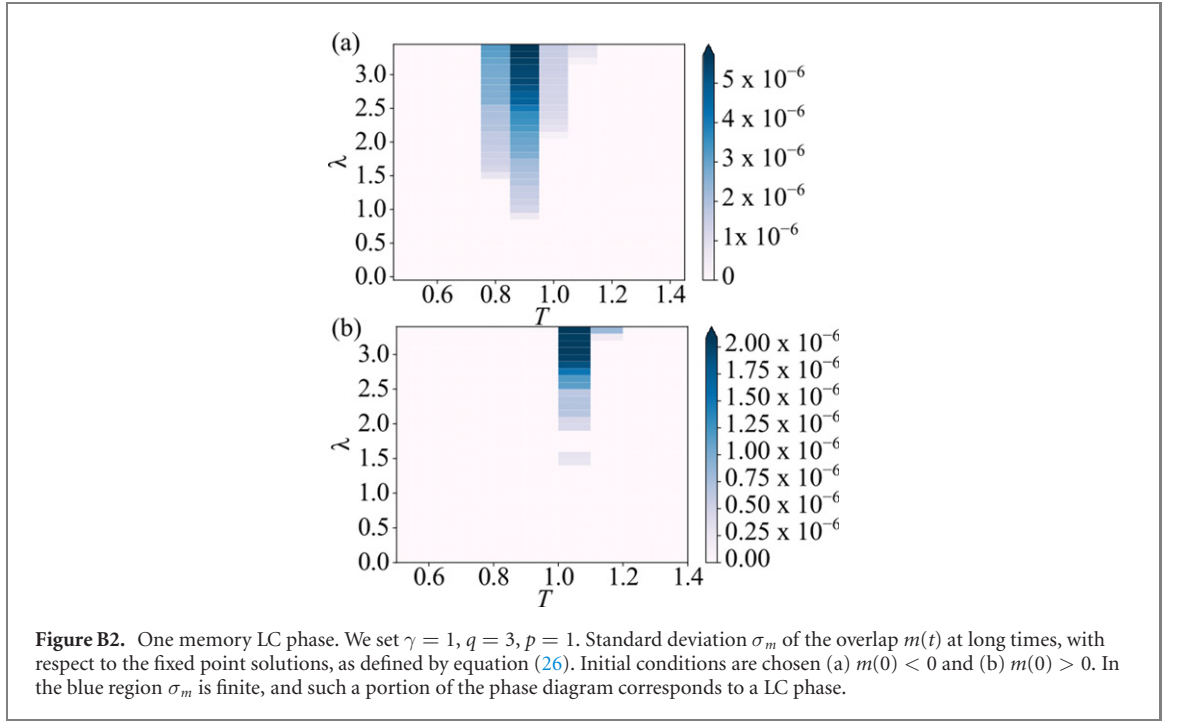 (a)
3.0
2.5
2.0
1.5
1.0
0.5
0.0
λ
0.6 0.8 1.0 1.2 1.4
T
5 x 10⁻⁶
4 x 10⁻⁶
3 x 10⁻⁶
2 x 10⁻⁶
1x 10⁻⁶
0
(b)
3.0
2.5
2.0
1.5
1.0
0.5
0.0
λ
0.6 0.8 1.0 1.2 1.4
T
2.00 x 10⁻⁶
1.75 x 10⁻⁶
1.50 x 10⁻⁶
1.25 x 10⁻⁶
1.00 x 10⁻⁶
0.75 x 10⁻⁶
0.50 x 10⁻⁶
0.25 x 10⁻⁶
0.00
Figure B2. One memory LC phase. We set γ = 1, q = 3, p = 1. Standard deviation σₘ of the overlap m(t) at long times, with
respect to the fixed point solutions, as defined by equation (26). Initial conditions are chosen (a) m(0) < 0 and (b) m(0) > 0. In
the blue region σₘ is finite, and such a portion of the phase diagram corresponds to a LC phase.